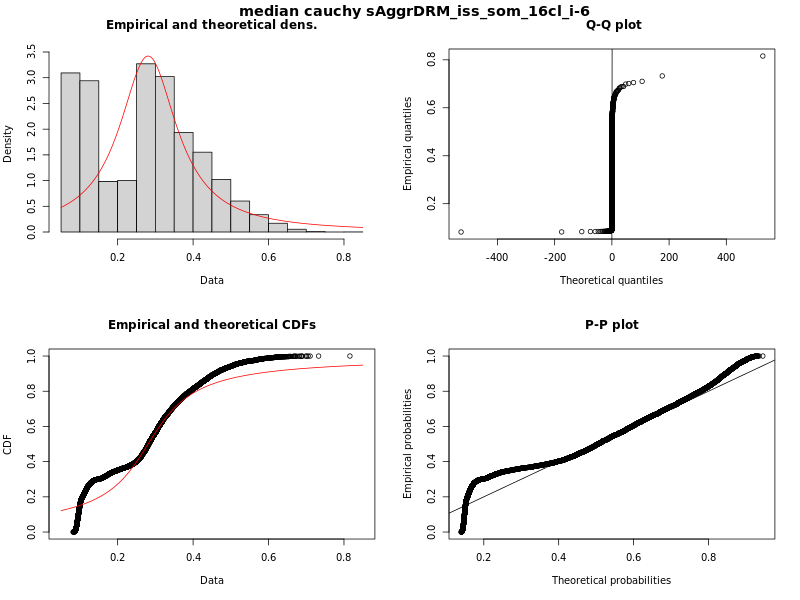 median cauchy sAggrDRM_iss_som_16cl_i-6
Empirical and theoretical dens.
Density
0.0 0.5 1.0 1.5 2.0 2.5 3.0 3.5
0.2 0.4 0.6 0.8
Data
Q-Q plot
Empirical quantiles
0.2 0.4 0.6 0.8
-400 -200 0 200 400
Theoretical quantiles
Empirical and theoretical CDFs
CDF
0.0 0.2 0.4 0.6 0.8 1.0
0.2 0.4 0.6 0.8
Data
P-P plot
Empirical probabilities
0.0 0.2 0.4 0.6 0.8 1.0
0.2 0.4 0.6 0.8
Theoretical probabilities